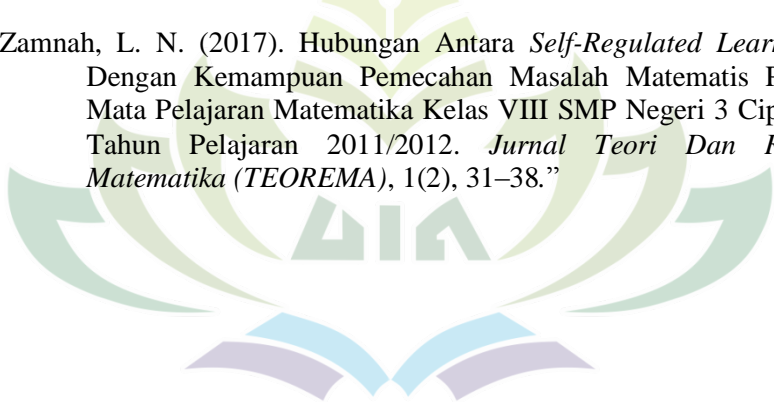 Zamnah, L. N. (2017). Hubungan Antara Self-Regulated
Dengan Kemampuan Pemecahan Masalah Matematis
Mata Pelajaran Matematika Kelas VIII SMP Negeri 3
Tahun Pelajaran 2011/2012. Jurnal Teori Dan
Matematika (TEOREMA), 1(2), 31–38.”
UIN